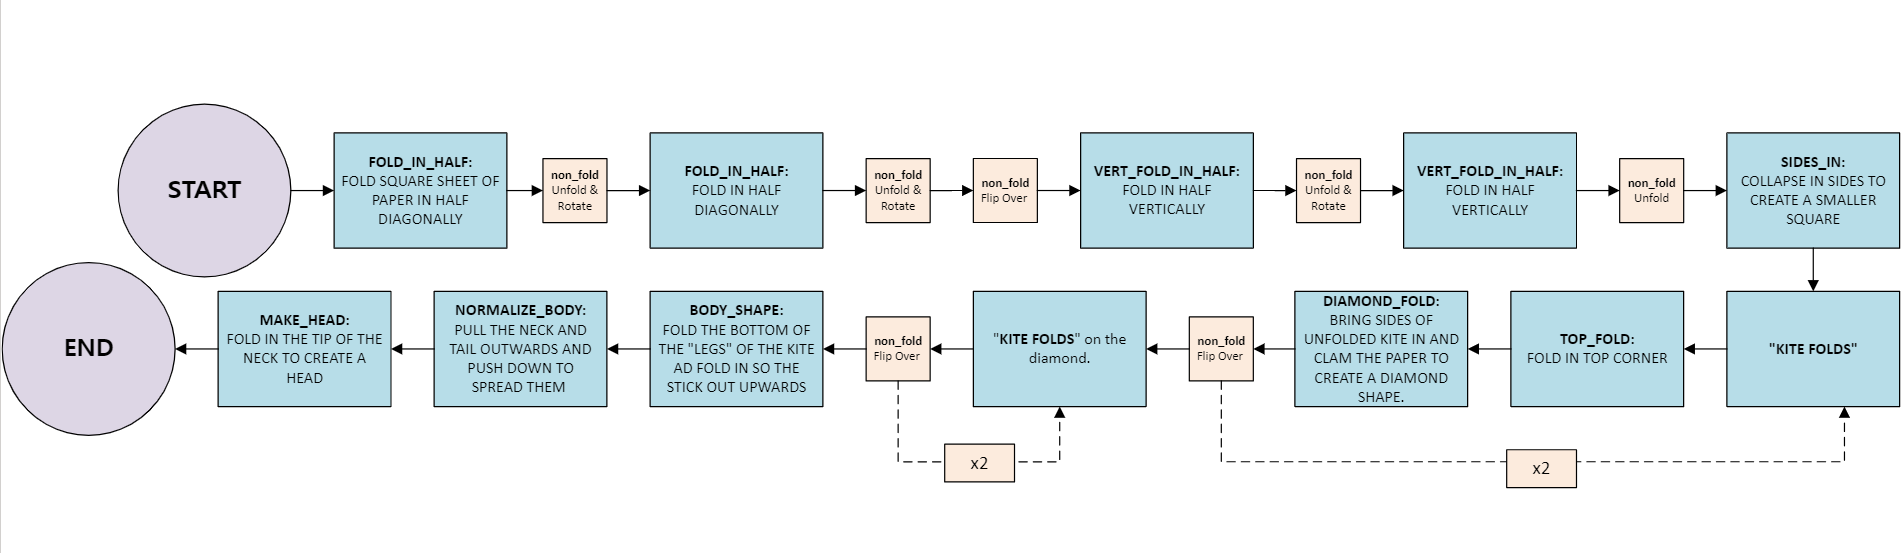 START
FOLD_IN_HALF:
FOLD SQUARE SHEET OF
PAPER IN HALF
DIAGONALLY
non_fold
Unfold &
Rotate
FOLD_IN_HALF:
FOLD IN HALF
DIAGONALLY
non_fold
Unfold &
Rotate
non_fold
Flip Over
VERT_FOLD_IN_HALF:
FOLD IN HALF
VERTICALLY
non_fold
Unfold &
Rotate
VERT_FOLD_IN_HALF:
FOLD IN HALF
VERTICALLY
non_fold
Unfold
SIDES_IN:
COLLAPSE IN SIDES TO
CREATE A SMALLER
SQUARE
"KITE FOLDS"
TOP_FOLD:
FOLD IN TOP CORNER
DIAMOND_FOLD:
BRING SIDES OF
UNFOLDED KITE IN AND
CLAM THE PAPER TO
CREATE A DIAMOND
SHAPE.
non_fold
Flip Over
x2
"KITE FOLDS" on the
diamond.
non_fold
Flip Over
x2
BODY_SHAPE:
FOLD THE BOTTOM OF
THE "LEGS" OF THE KITE
AD FOLD IN SO THE
STICK OUT UPWARDS
NORMALIZE_BODY:
PULL THE NECK AND
TAIL OUTWARDS AND
PUSH DOWN TO
SPREAD THEM
MAKE_HEAD:
FOLD IN THE TIP OF THE
NECK TO CREATE A
HEAD
END